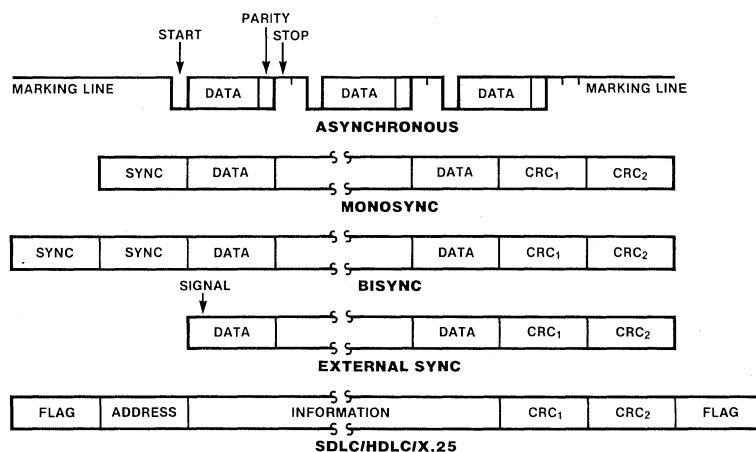 PARITY
START STOP
MARKING LINE DATA DATA DATA MARKING LINE
ASYNCHRONOUS
SYNC DATA DATA CRC₁ CRC₂
MONOSYNC
SYNC SYNC DATA DATA CRC₁ CRC₂
BISYNC
SIGNAL
DATA DATA CRC₁ CRC₂
EXTERNAL SYNC
FLAG ADDRESS INFORMATION CRC₁ CRC₂ FLAG
SDLC/HDLC/X.25